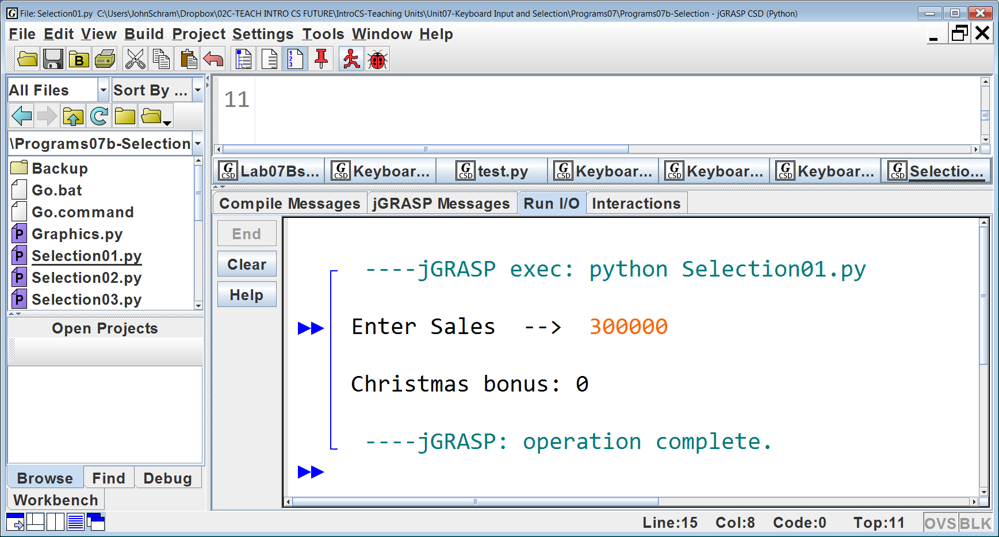 File: Selection01.py  C:\Users\JohnSchram\Dropbox\02C-TEACH INTRO CS FUTURE\IntroCS-Teaching Units\Unit07-Keyboard Input and Selection\Programs07\Programs07b-Selection - jGRASP CSD (Python)
File Edit View Build Project Settings Tools Window Help
B
1
2
3
All Files
Sort By ...
11
\Programs07b-Selection
Backup
Go.bat
Go.command
Graphics.py
Selection01.py
Selection02.py
Selection03.py
Open Projects
Browse Find Debug
Workbench
Lab07Bs... Keyboar... test.py Keyboar... Keyboar... Keyboar... Selectio...
Compile Messages jGRASP Messages Run I/O Interactions
End
Clear
Help
----jGRASP exec: python Selection01.py
Enter Sales  -->  300000
Christmas bonus: 0
----jGRASP: operation complete.
Line:15 Col:8 Code:0 Top:11 OVS BLK